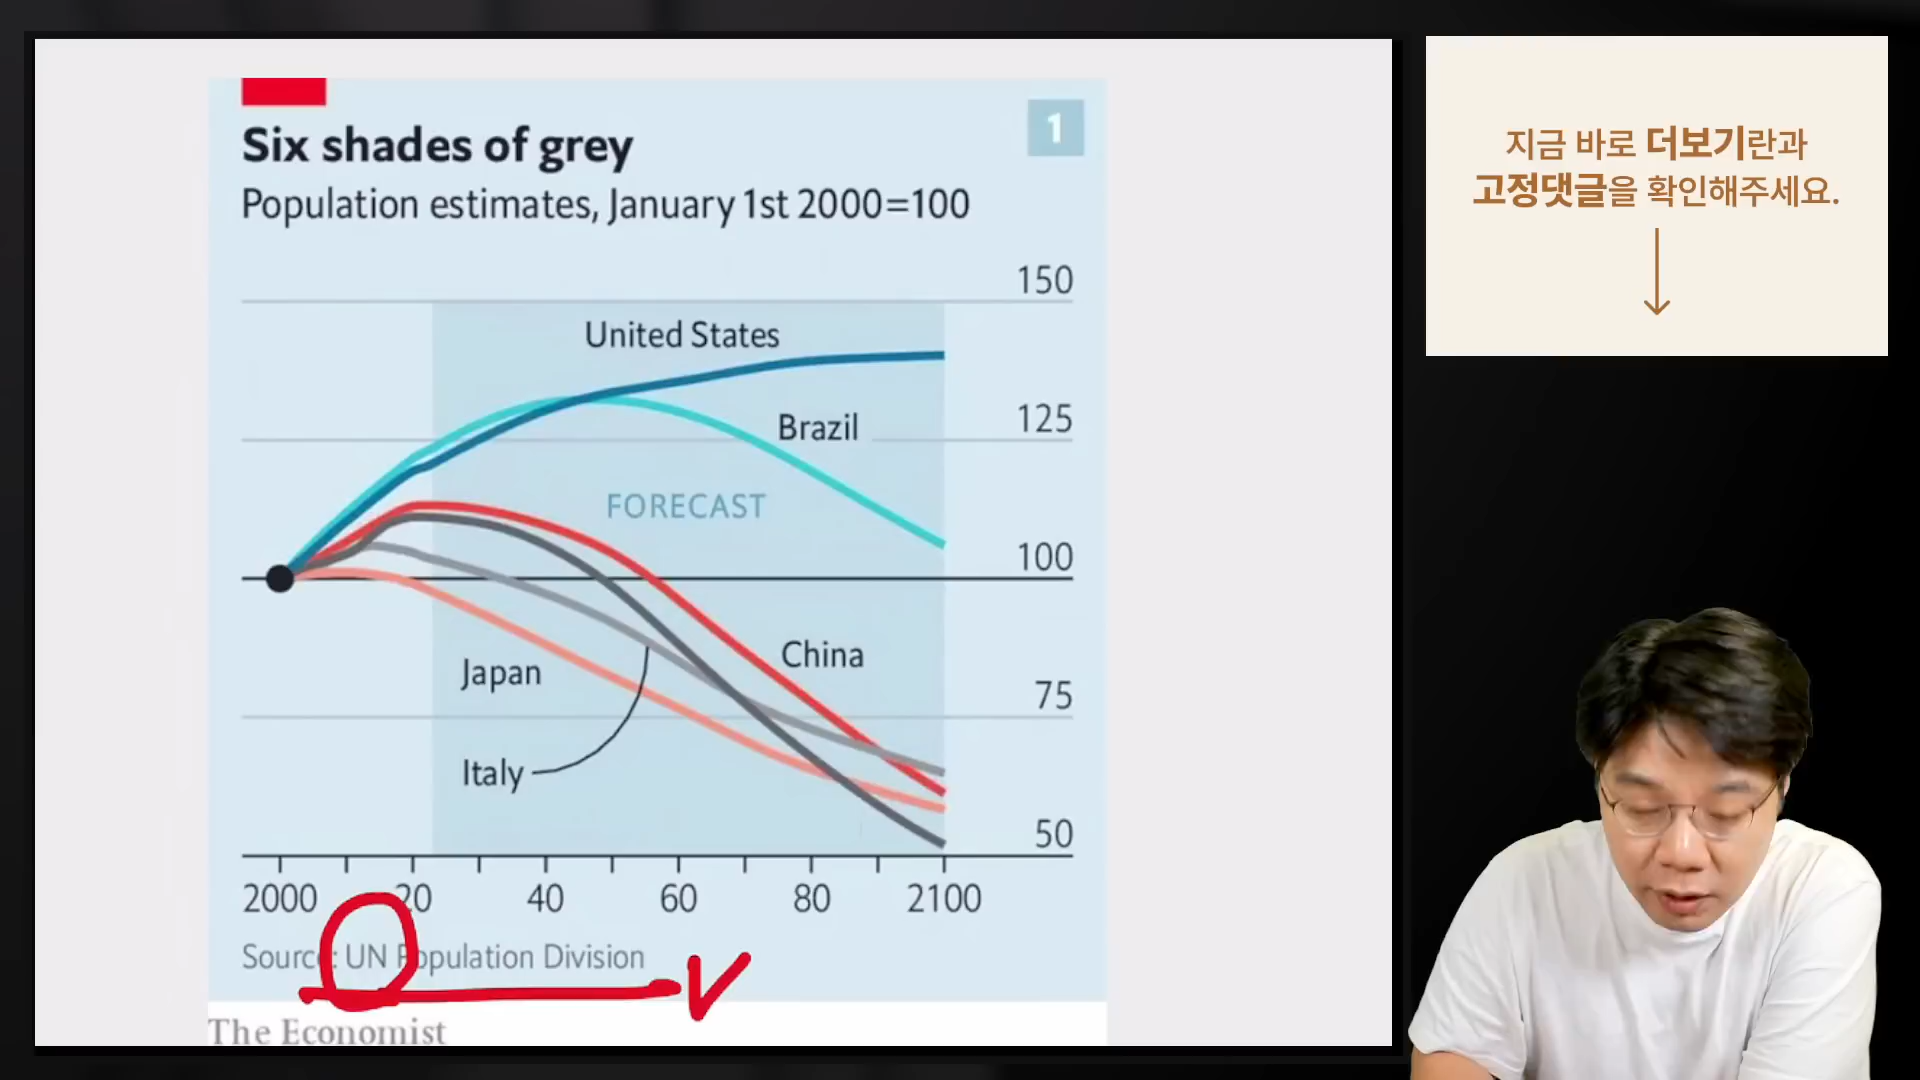 Six shades of grey
1
Population estimates, January 1st 2000=100
150
United States
125
Brazil
FORECAST
100
China
Japan
75
Italy
50
2000 20 40 60 80 2100
Source: UN Population Division
The Economist
지금 바로 더보기란과
고정댓글을 확인해주세요.